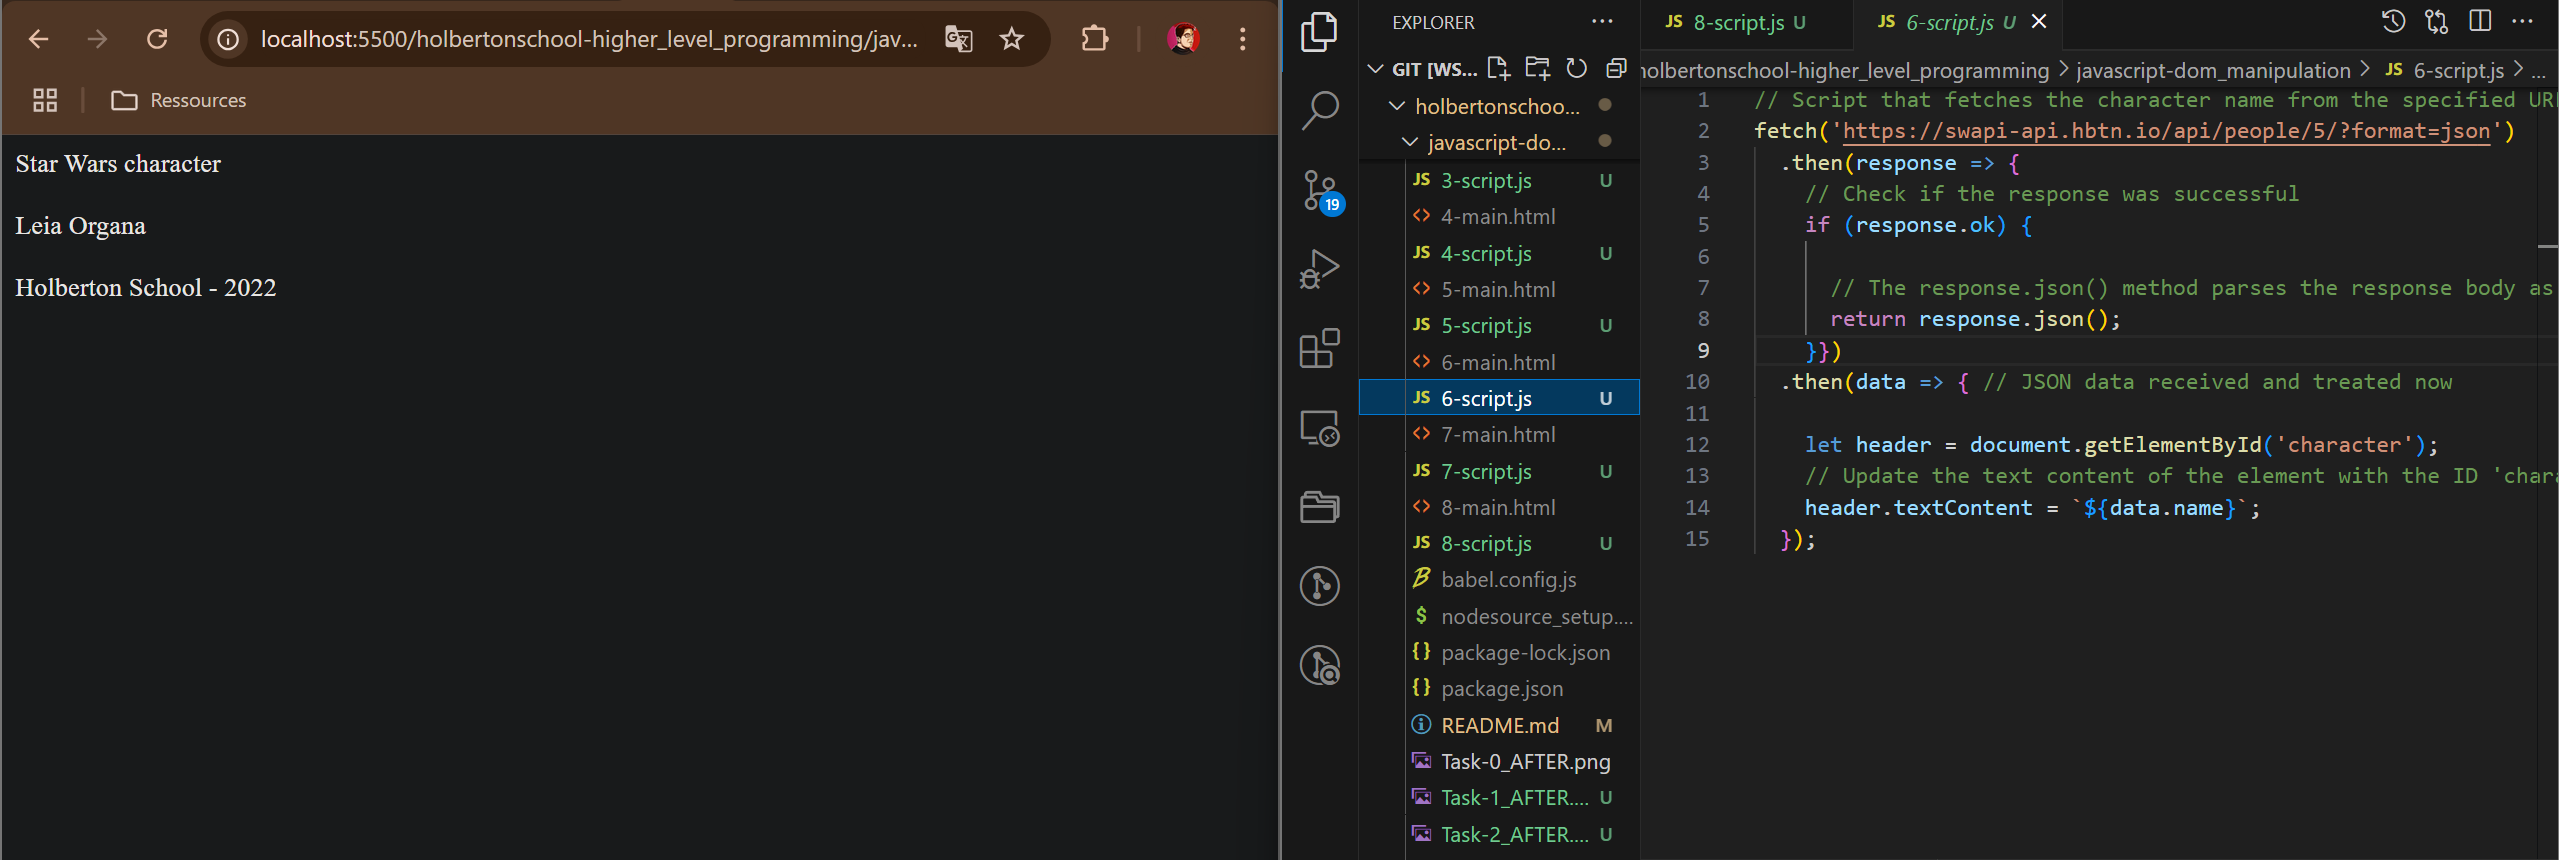 localhost:5500/holbertonschool-higher_level_programming/jav...
Ressources
Star Wars character
Leia Organa
Holberton School - 2022
19
EXPLORER
GIT [WS...
holbertonschoo...
javascript-do...
JS 3-script.js U
<> 4-main.html
JS 4-script.js U
<> 5-main.html
JS 5-script.js U
<> 6-main.html
JS 6-script.js U
<> 7-main.html
JS 7-script.js U
<> 8-main.html
JS 8-script.js U
babel.config.js
$ nodesource_setup....
{} package-lock.json
{} package.json
README.md M
Task-0_AFTER.png
Task-1_AFTER.... U
Task-2_AFTER.... U
JS 8-script.js U
JS 6-script.js U
holbertonschool-higher_level_programming > javascript-dom_manipulation > JS 6-script.js > ...
1 // Script that fetches the character name from the specified URL
2 fetch('https://swapi-api.hbtn.io/api/people/5/?format=json')
3 .then(response => {
4 // Check if the response was successful
5 if (response.ok) {
6
7 // The response.json() method parses the response body as
8 return response.json();
9 }})
10 .then(data => { // JSON data received and treated now
11
12 let header = document.getElementById('character');
13 // Update the text content of the element with the ID 'chara
14 header.textContent = `${data.name}`;
15 });